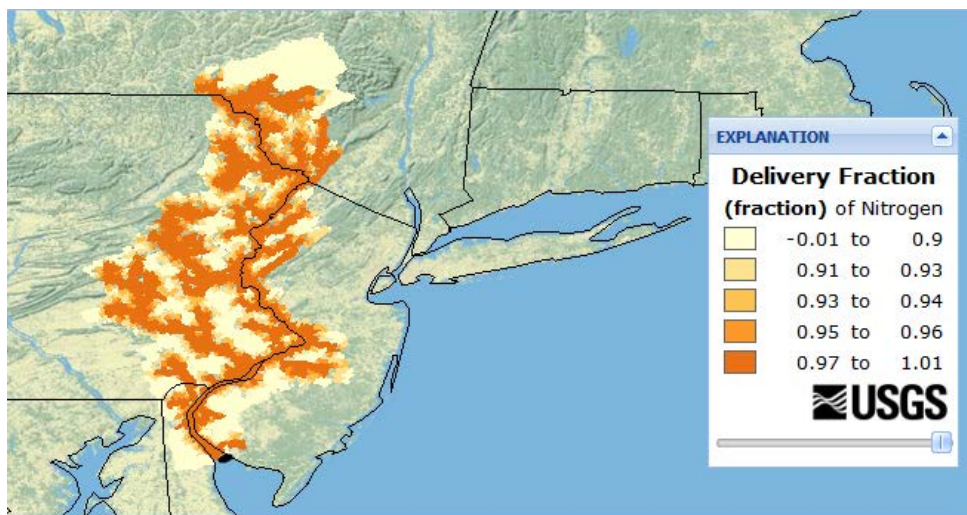 EXPLANATION
Delivery Fraction
(fraction) of Nitrogen
-0.01 to 0.9
0.91 to 0.93
0.93 to 0.94
0.95 to 0.96
0.97 to 1.01
USGS